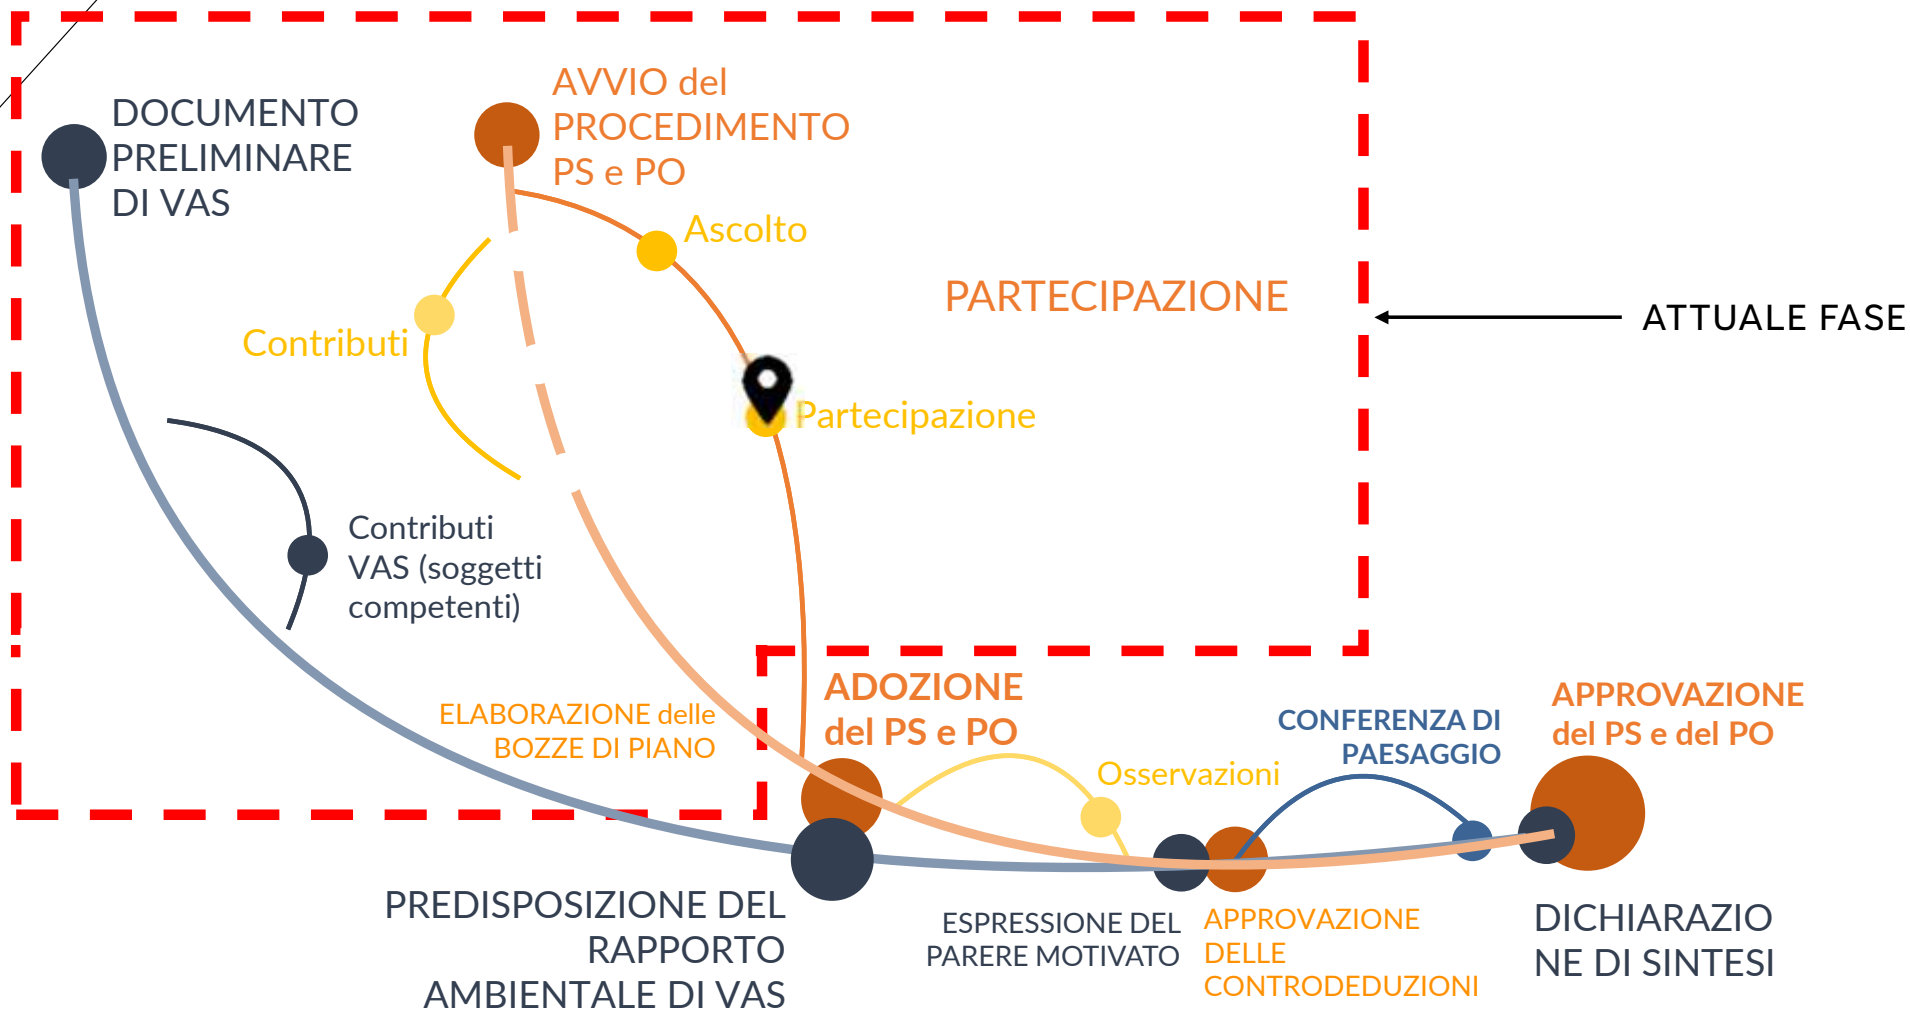 DOCUMENTO
PRELIMINARE
DI VAS
AVVIO del
PROCEDIMENTO
PS e PO
Ascolto
PARTECIPAZIONE
ATTUALE FASE
Contributi
Partecipazione
Contributi
VAS (soggetti
competenti)
ELABORAZIONE delle
BOZZE DI PIANO
ADOZIONE
del PS e PO
Osservazioni
CONFERENZA DI
PAESAGGIO
APPROVAZIONE
del PS e del PO
PREDISPOSIZIONE DEL
RAPPORTO
AMBIENTALE DI VAS
ESPRESSIONE DEL
PARERE MOTIVATO
APPROVAZIONE
DELLE
CONTRODEDUZIONI
DICHIARAZIO
NE DI SINTESI